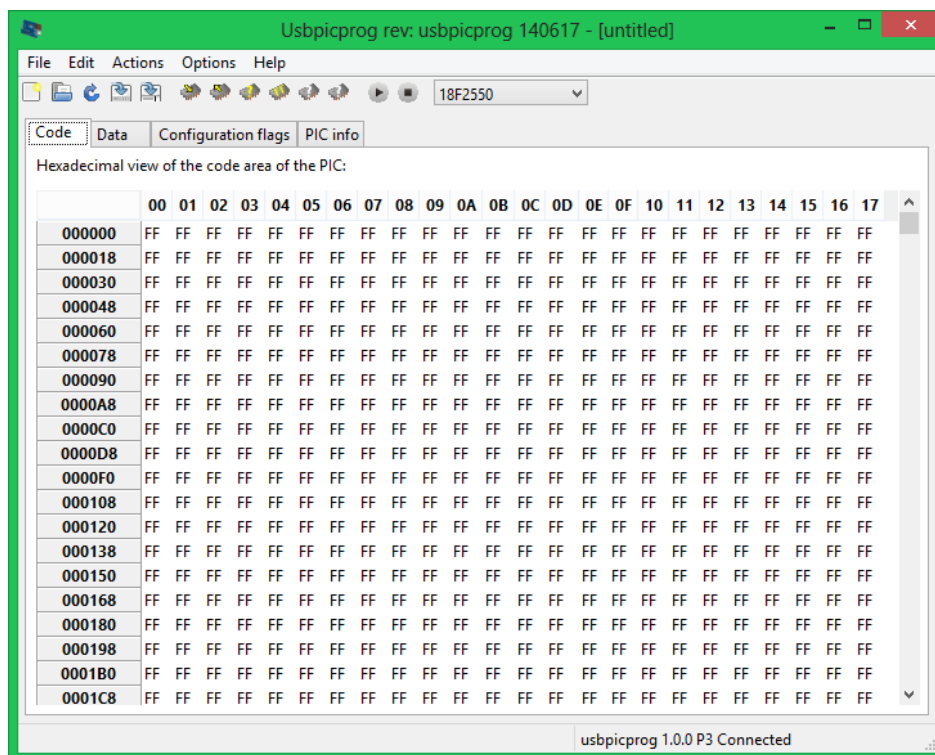 Usbpicprog rev: usbpicprog 140617 - [untitled]
File Edit Actions Options Help
18F2550
Code Data Configuration flags PIC info
Hexadecimal view of the code area of the PIC:
00 01 02 03 04 05 06 07 08 09 0A 0B 0C 0D 0E 0F 10 11 12 13 14 15 16 17
000000 FF FF FF FF FF FF FF FF FF FF FF FF FF FF FF FF FF FF FF FF FF FF FF FF
000018 FF FF FF FF FF FF FF FF FF FF FF FF FF FF FF FF FF FF FF FF FF FF FF FF
000030 FF FF FF FF FF FF FF FF FF FF FF FF FF FF FF FF FF FF FF FF FF FF FF FF
000048 FF FF FF FF FF FF FF FF FF FF FF FF FF FF FF FF FF FF FF FF FF FF FF FF
000060 FF FF FF FF FF FF FF FF FF FF FF FF FF FF FF FF FF FF FF FF FF FF FF FF
000078 FF FF FF FF FF FF FF FF FF FF FF FF FF FF FF FF FF FF FF FF FF FF FF FF
000090 FF FF FF FF FF FF FF FF FF FF FF FF FF FF FF FF FF FF FF FF FF FF FF FF
0000A8 FF FF FF FF FF FF FF FF FF FF FF FF FF FF FF FF FF FF FF FF FF FF FF FF
0000C0 FF FF FF FF FF FF FF FF FF FF FF FF FF FF FF FF FF FF FF FF FF FF FF FF
0000D8 FF FF FF FF FF FF FF FF FF FF FF FF FF FF FF FF FF FF FF FF FF FF FF FF
0000F0 FF FF FF FF FF FF FF FF FF FF FF FF FF FF FF FF FF FF FF FF FF FF FF FF
000108 FF FF FF FF FF FF FF FF FF FF FF FF FF FF FF FF FF FF FF FF FF FF FF FF
000120 FF FF FF FF FF FF FF FF FF FF FF FF FF FF FF FF FF FF FF FF FF FF FF FF
000138 FF FF FF FF FF FF FF FF FF FF FF FF FF FF FF FF FF FF FF FF FF FF FF FF
000150 FF FF FF FF FF FF FF FF FF FF FF FF FF FF FF FF FF FF FF FF FF FF FF FF
000168 FF FF FF FF FF FF FF FF FF FF FF FF FF FF FF FF FF FF FF FF FF FF FF FF
000180 FF FF FF FF FF FF FF FF FF FF FF FF FF FF FF FF FF FF FF FF FF FF FF FF
000198 FF FF FF FF FF FF FF FF FF FF FF FF FF FF FF FF FF FF FF FF FF FF FF FF
0001B0 FF FF FF FF FF FF FF FF FF FF FF FF FF FF FF FF FF FF FF FF FF FF FF FF
0001C8 FF FF FF FF FF FF FF FF FF FF FF FF FF FF FF FF FF FF FF FF FF FF FF FF
usbpicprog 1.0.0 P3 Connected